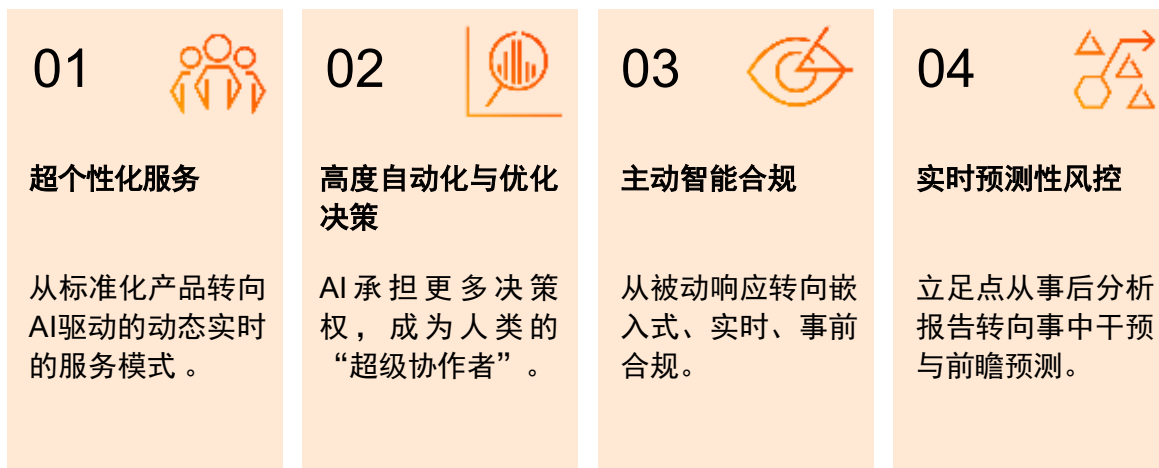 01
超个性化服务
从标准化产品转向
AI驱动的动态实时
的服务模式 。
02
高度自动化与优化
决策
AI 承担更多决策
权，成为人类的
“超级协作者” 。
03
主动智能合规
从被动响应转向嵌
入式、实时、事前
合规。
04
实时预测性风控
立足点从事后分析
报告转向事中干预
与前瞻预测。